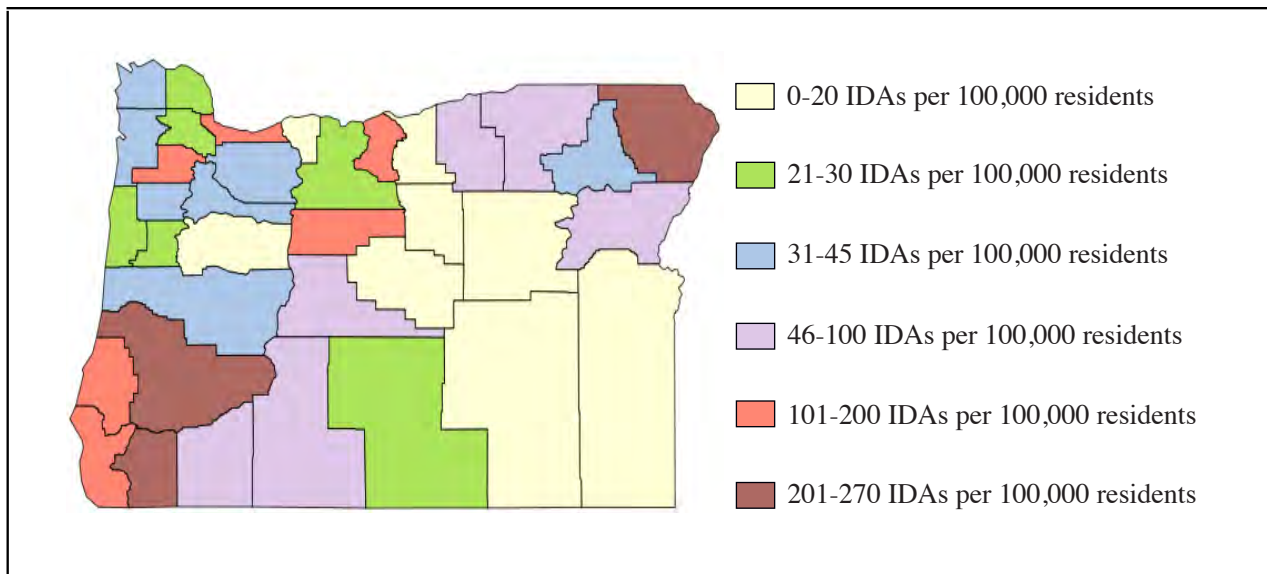 0-20 IDAs per 100,000 residents
21-30 IDAs per 100,000 residents
31-45 IDAs per 100,000 residents
46-100 IDAs per 100,000 residents
101-200 IDAs per 100,000 residents
201-270 IDAs per 100,000 residents